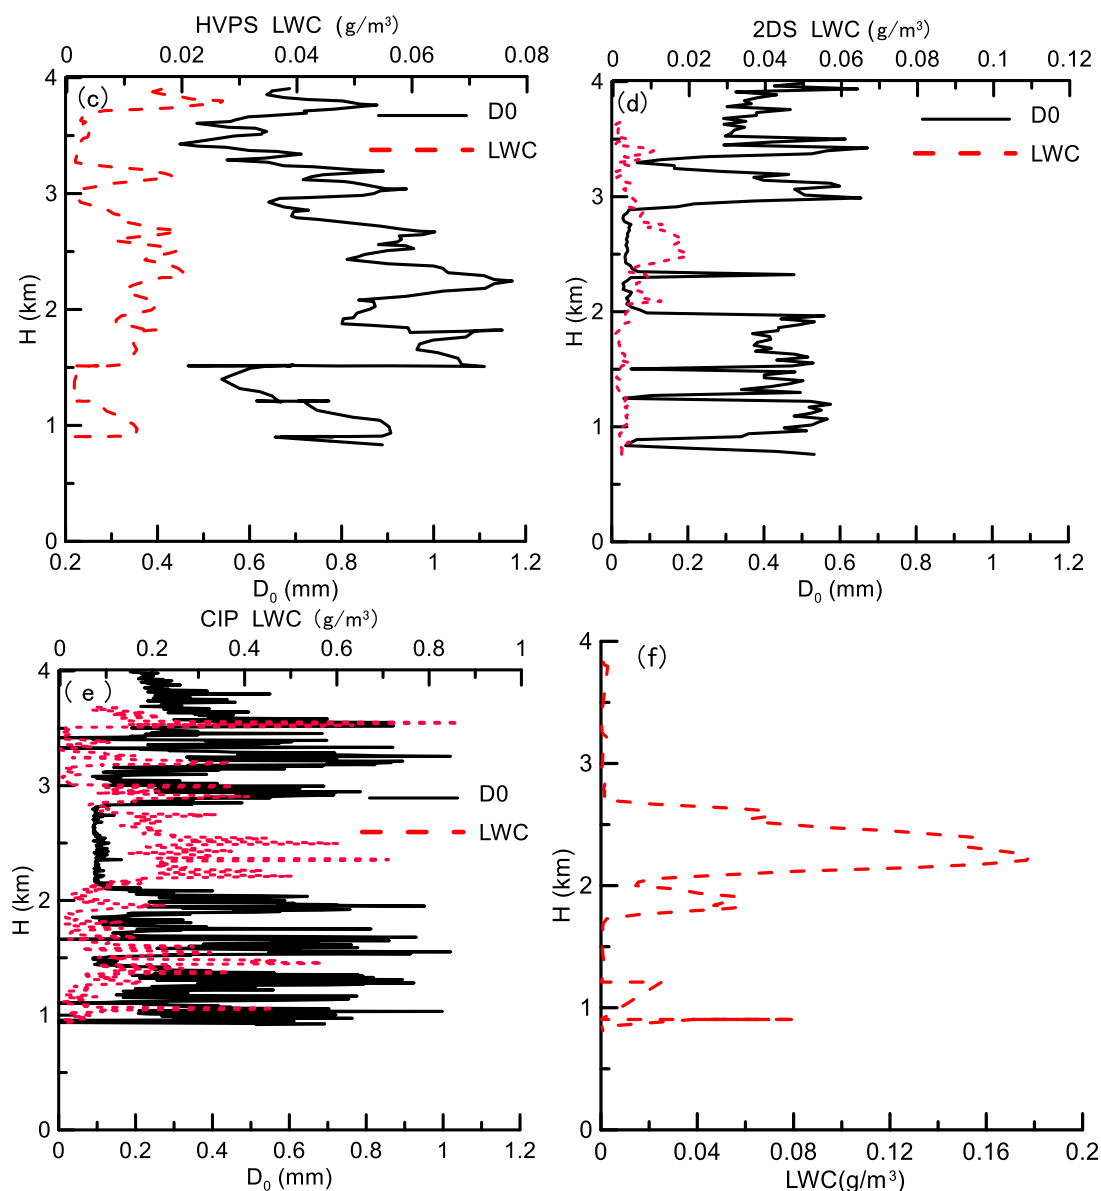 HVPS LWC (g/m³)
0 0.02 0.04 0.06 0.08
(c)
D0
LWC
4
3
2
1
0
H (km)
0.2 0.4 0.6 0.8 1 1.2
D₀ (mm)
2DS LWC (g/m³)
0 0.02 0.04 0.06 0.08 0.1 0.12
(d)
D0
LWC
4
3
2
1
0
H (km)
0 0.2 0.4 0.6 0.8 1 1.2
D₀ (mm)
CIP LWC (g/m³)
0 0.2 0.4 0.6 0.8 1
(e)
D0
LWC
4
3
2
1
0
H (km)
0 0.2 0.4 0.6 0.8 1 1.2
D₀ (mm)
(f)
4
3
2
1
0
H (km)
0 0.04 0.08 0.12 0.16 0.2
LWC(g/m³)